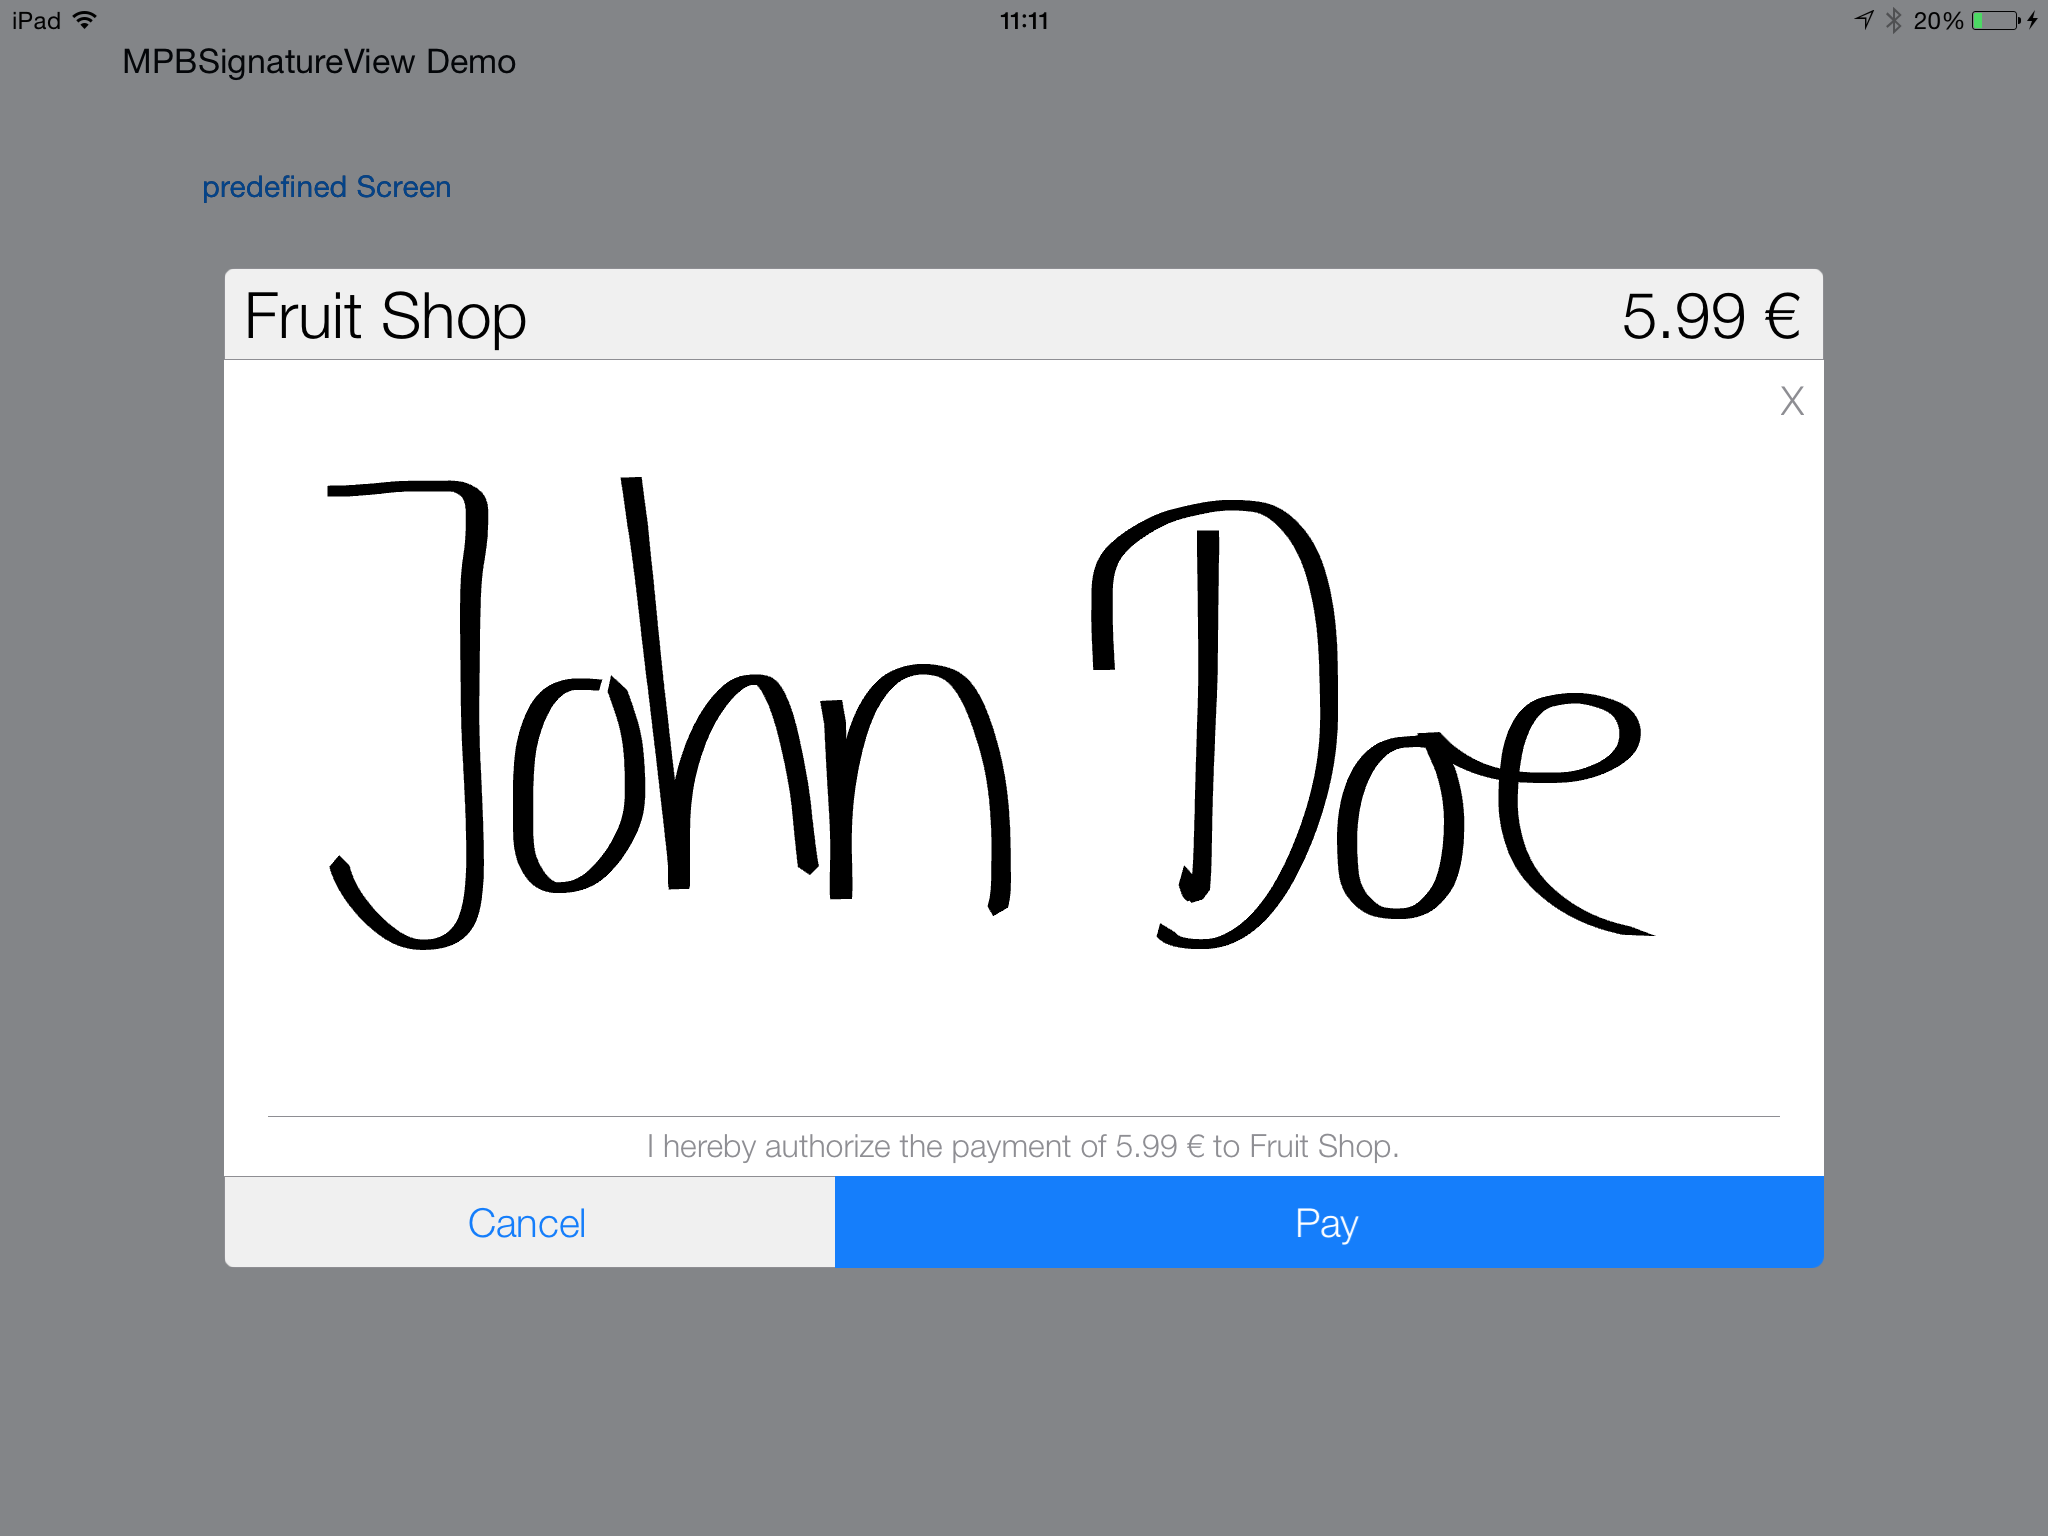 iPad 11:11 20%
MPBSignatureView Demo
predefined Screen
Fruit Shop 5.99 €
X
John Doe
I hereby authorize the payment of 5.99 € to Fruit Shop.
Cancel Pay